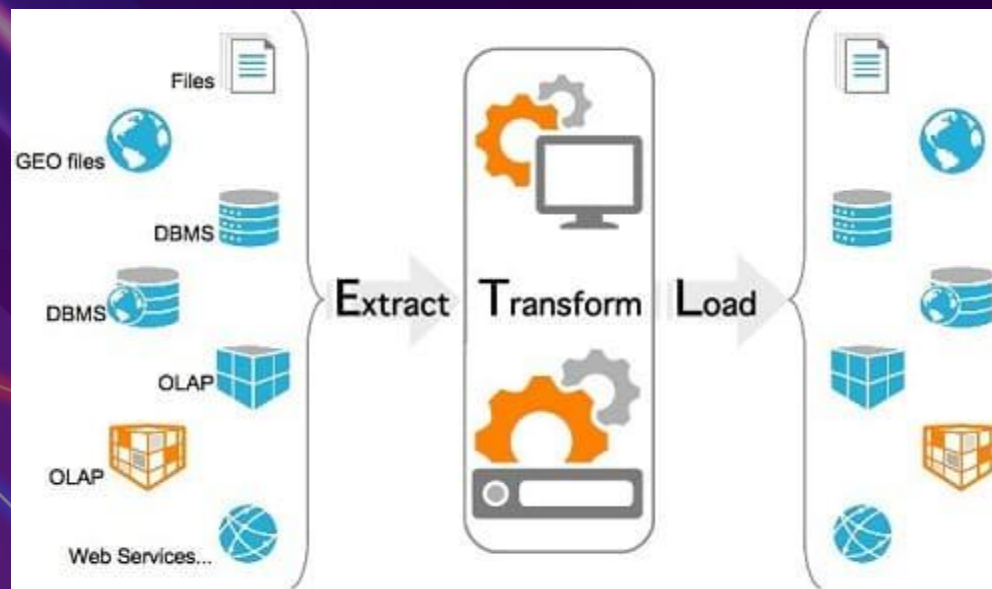 Files
GEO files
DBMS
DBMS
OLAP
OLAP
Web Services...
Extract
Transform
Load